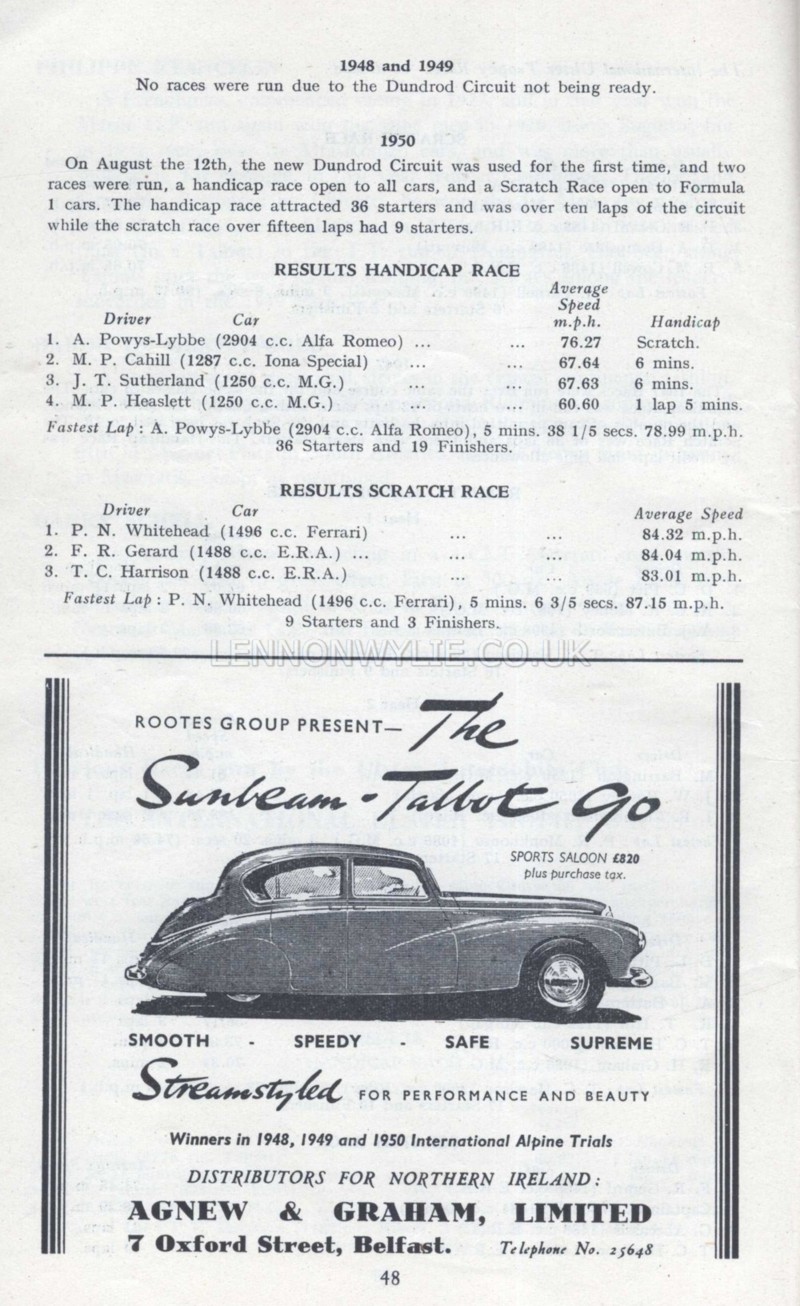 1948 and 1949
No races were run due to the Dundrod Circuit not being ready.
1950
On August the 12th, the new Dundrod Circuit was used for the first time, and two
races were run, a handicap race open to all cars, and a Scratch Race open to Formula
1 cars. The handicap race attracted 36 starters and was over ten laps of the circuit
while the scratch race over fifteen laps had 9 starters.
RESULTS HANDICAP RACE
Average
Speed
Driver Car m.p.h. Handicap
1. A. Powys-Lybbe (2904 c.c. Alfa Romeo) ... ... 76.27 Scratch.
2. M. P. Cahill (1287 c.c. Iona Special) ... ... 67.64 6 mins.
3. J. T. Sutherland (1250 c.c. M.G.) ... ... 67.63 6 mins.
4. M. P. Heaslett (1250 c.c. M.G.) ... ... 60.60 1 lap 5 mins.
Fastest Lap : A. Powys-Lybbe (2904 c.c. Alfa Romeo), 5 mins. 38 1/5 secs. 78.99 m.p.h.
36 Starters and 19 Finishers.
RESULTS SCRATCH RACE
Driver Car Average Speed
1. P. N. Whitehead (1496 c.c. Ferrari) ... ... 84.32 m.p.h.
2. F. R. Gerard (1488 c.c. E.R.A.) ... ... ... 84.04 m.p.h.
3. T. C. Harrison (1488 c.c. E.R.A.) ... ... 83.01 m.p.h.
Fastest Lap : P. N. Whitehead (1496 c.c. Ferrari), 5 mins. 6 3/5 secs. 87.15 m.p.h.
9 Starters and 3 Finishers.
LENNONWYLIE.CO.UK
ROOTES GROUP PRESENT— The
Sunbeam-Talbot 90
SPORTS SALOON £820
plus purchase tax.
SMOOTH - SPEEDY - SAFE SUPREME
Streamstyled FOR PERFORMANCE AND BEAUTY
Winners in 1948, 1949 and 1950 International Alpine Trials
DISTRIBUTORS FOR NORTHERN IRELAND:
AGNEW & GRAHAM, LIMITED
7 Oxford Street, Belfast. Telephone No. 25648
48